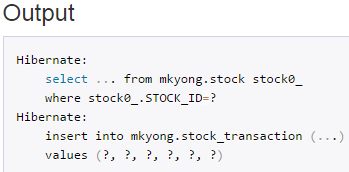 Output
Hibernate:
select ... from mkyong.stock stock0_
where stock0_.STOCK_ID=?
Hibernate:
insert into mkyong.stock_transaction (...)
values (?, ?, ?, ?, ?, ?)